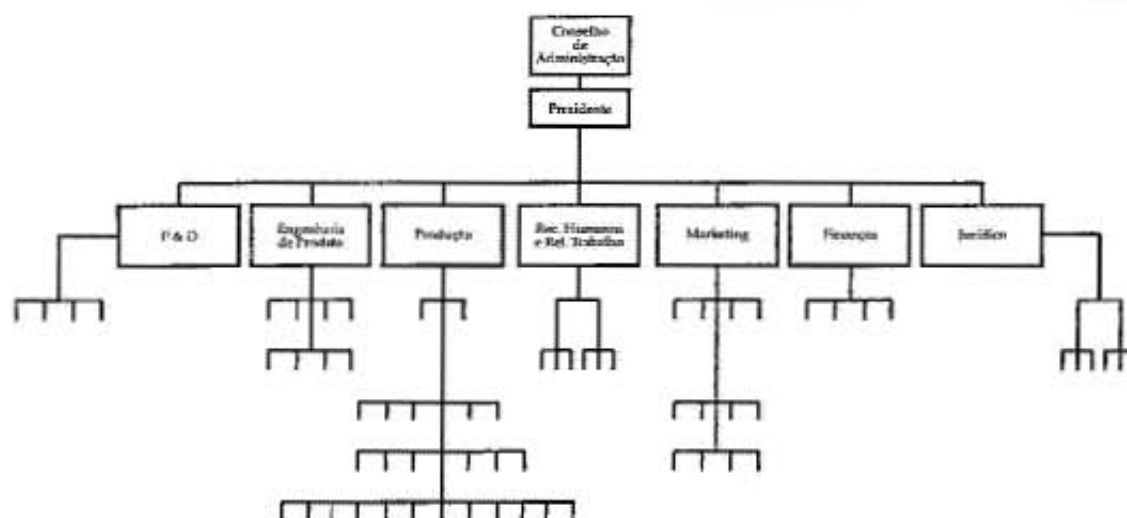 Conselho
de
Administração
Presidente
P & D
Engenharia
de Produto
Produção
Rec. Humanos
e Rel. Trabalho
Marketing
Finanças
Jurídico